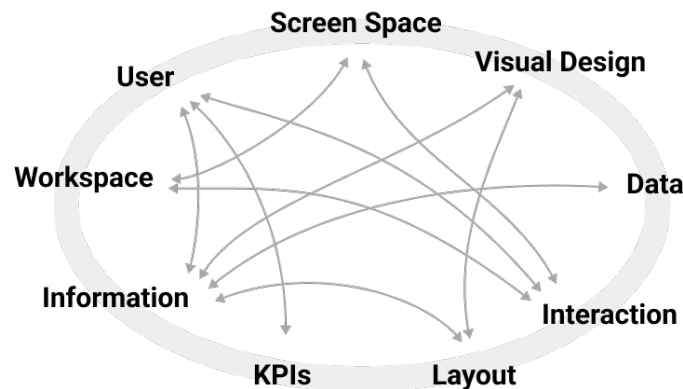 Screen Space
Visual Design
User
Workspace
Data
Information
Interaction
KPIs
Layout